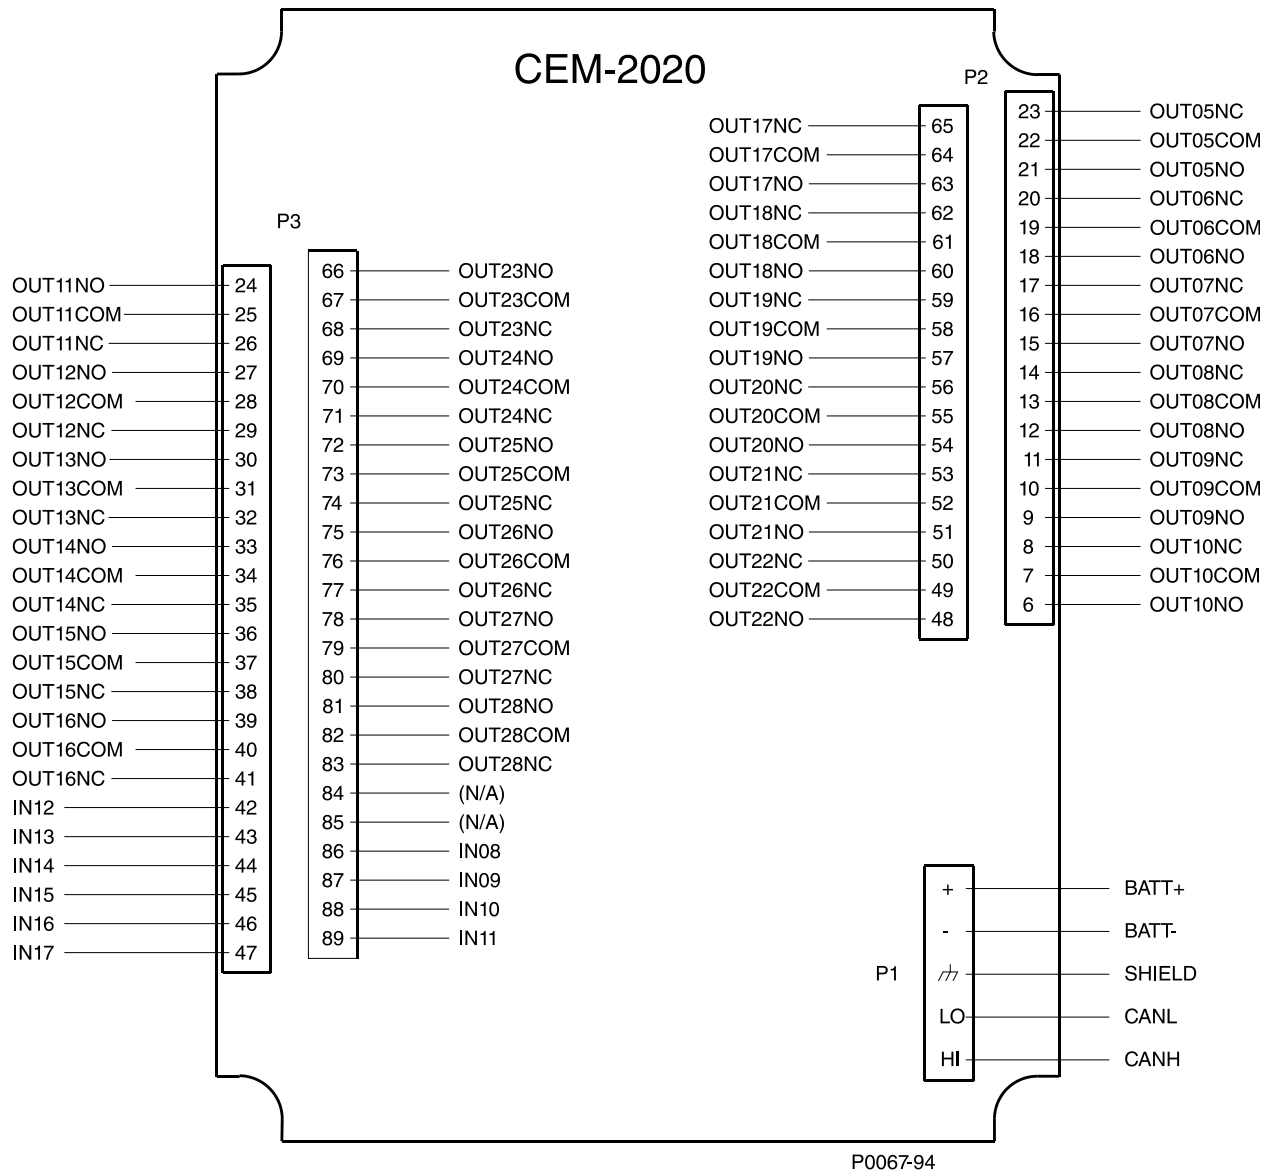 CEM-2020
P2
23 OUT05NC
22 OUT05COM
21 OUT05NO
20 OUT06NC
19 OUT06COM
18 OUT06NO
17 OUT07NC
16 OUT07COM
15 OUT07NO
14 OUT08NC
13 OUT08COM
12 OUT08NO
11 OUT09NC
10 OUT09COM
9 OUT09NO
8 OUT10NC
7 OUT10COM
6 OUT10NO
OUT17NC 65
OUT17COM 64
OUT17NO 63
OUT18NC 62
OUT18COM 61
OUT18NO 60
OUT19NC 59
OUT19COM 58
OUT19NO 57
OUT20NC 56
OUT20COM 55
OUT20NO 54
OUT21NC 53
OUT21COM 52
OUT21NO 51
OUT22NC 50
OUT22COM 49
OUT22NO 48
P3
OUT11NO 24
OUT11COM 25
OUT11NC 26
OUT12NO 27
OUT12COM 28
OUT12NC 29
OUT13NO 30
OUT13COM 31
OUT13NC 32
OUT14NO 33
OUT14COM 34
OUT14NC 35
OUT15NO 36
OUT15COM 37
OUT15NC 38
OUT16NO 39
OUT16COM 40
OUT16NC 41
IN12 42
IN13 43
IN14 44
IN15 45
IN16 46
IN17 47
66 OUT23NO
67 OUT23COM
68 OUT23NC
69 OUT24NO
70 OUT24COM
71 OUT24NC
72 OUT25NO
73 OUT25COM
74 OUT25NC
75 OUT26NO
76 OUT26COM
77 OUT26NC
78 OUT27NO
79 OUT27COM
80 OUT27NC
81 OUT28NO
82 OUT28COM
83 OUT28NC
84 (N/A)
85 (N/A)
86 IN08
87 IN09
88 IN10
89 IN11
P1
+ BATT+
- BATT-
SHIELD
LO CANL
HI CANH
P0067-94